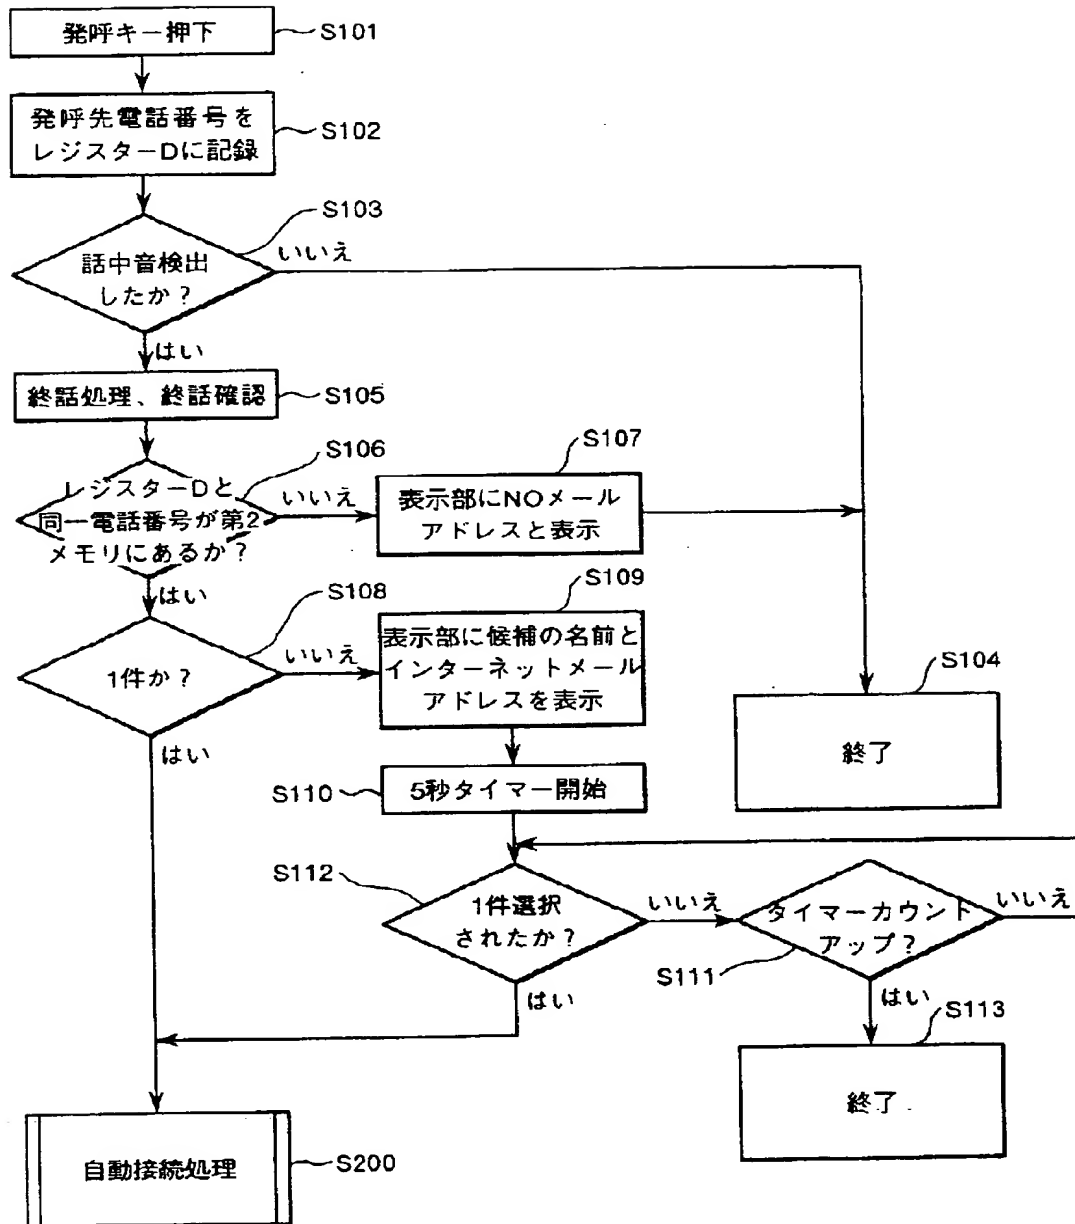 発呼キー押下
S101
発呼先電話番号を
レジスターDに記録
S102
S103
話中音検出
したか？
いいえ
はい
終話処理、終話確認
S105
S106
レジスターDと
同一電話番号が第2
メモリにあるか？
いいえ
S107
表示部にNOメール
アドレスと表示
はい
S108
1件か？
いいえ
S109
表示部に候補の名前と
インターネットメール
アドレスを表示
S104
終了
はい
S110
5秒タイマー開始
S112
1件選択
されたか？
いいえ
タイマーカウント
アップ？
いいえ
S111
はい
はい
S113
終了
自動接続処理
S200